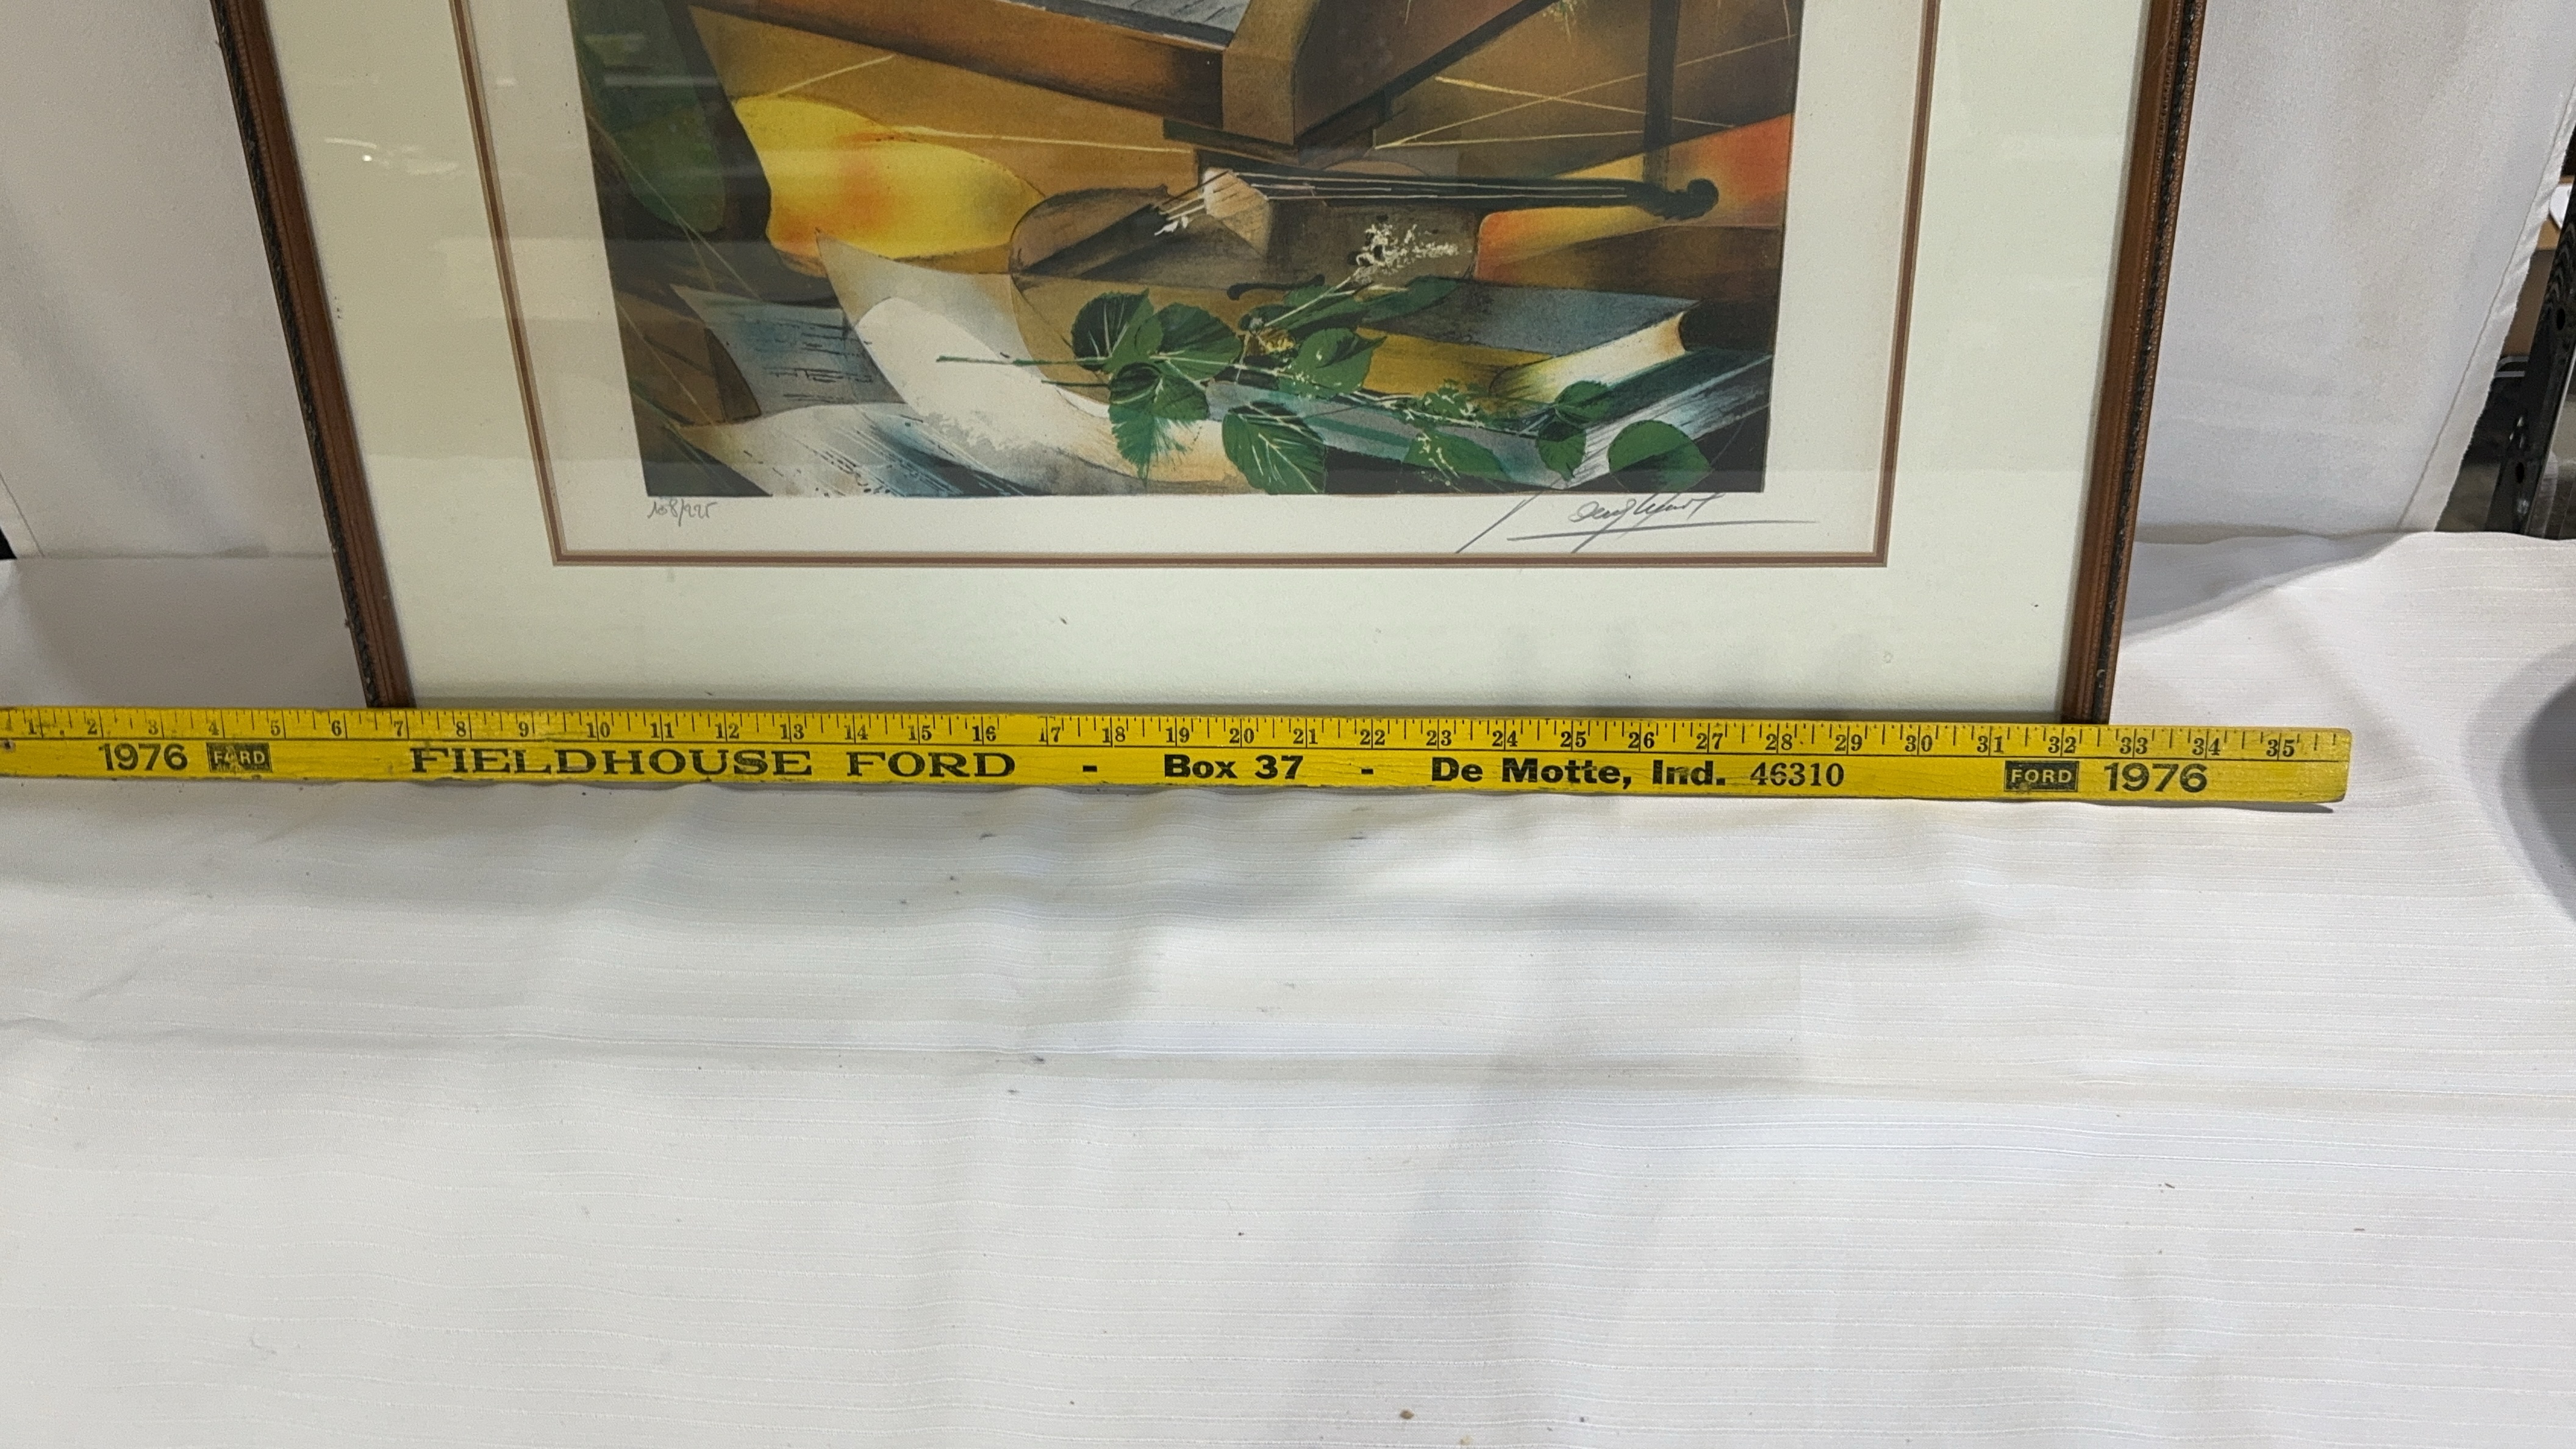 168/225
1 2 3 4 5 6 7 8 9 10 11 12 13 14 15 16 17 18 19 20 21 22 23 24 25 26 27 28 29 30 31 32 33 34 35
1976 FORD FIELDHOUSE FORD - Box 37 - De Motte, Ind. 46310 FORD 1976